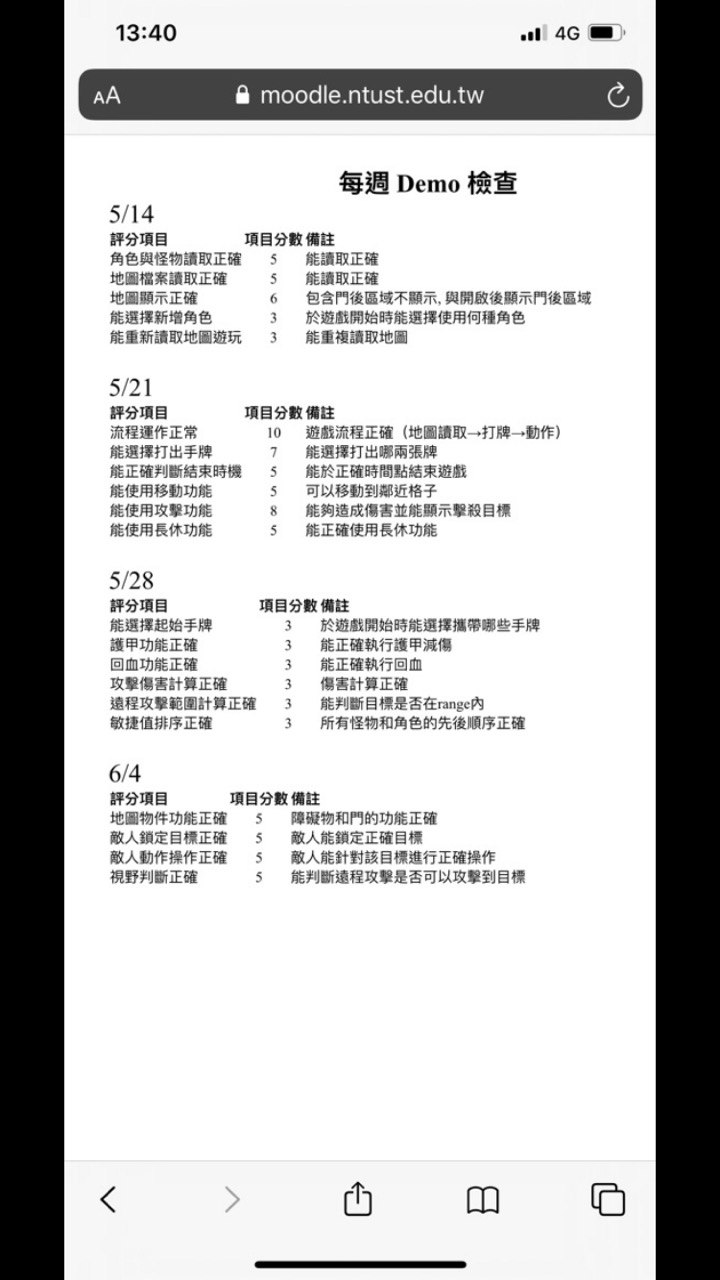 13:40
4G
AA
moodle.ntust.edu.tw
每週 Demo 檢查
5/14
評分項目 項目分數 備註
角色與怪物讀取正確 5 能讀取正確
地圖檔案讀取正確 5 能讀取正確
地圖顯示正確 6 包含門後區域不顯示, 與開啟後顯示門後區域
能選擇新增角色 3 於遊戲開始時能選擇使用何種角色
能重新讀取地圖遊玩 3 能重複讀取地圖
5/21
評分項目 項目分數 備註
流程運作正常 10 遊戲流程正確（地圖讀取→打牌→動作）
能選擇打出手牌 7 能選擇打出哪兩張牌
能正確判斷結束時機 5 能於正確時間點結束遊戲
能使用移動功能 5 可以移動到鄰近格子
能使用攻擊功能 8 能夠造成傷害並能顯示擊殺目標
能使用長休功能 5 能正確使用長休功能
5/28
評分項目 項目分數 備註
能選擇起始手牌 3 於遊戲開始時能選擇攜帶哪些手牌
護甲功能正確 3 能正確執行護甲減傷
回血功能正確 3 能正確執行回血
攻擊傷害計算正確 3 傷害計算正確
遠程攻擊範圍計算正確 3 能判斷目標是否在range內
敏捷值排序正確 3 所有怪物和角色的先後順序正確
6/4
評分項目 項目分數 備註
地圖物件功能正確 5 障礙物和門的功能正確
敵人鎖定目標正確 5 敵人能鎖定正確目標
敵人動作操作正確 5 敵人能針對該目標進行正確操作
視野判斷正確 5 能判斷遠程攻擊是否可以攻擊到目標